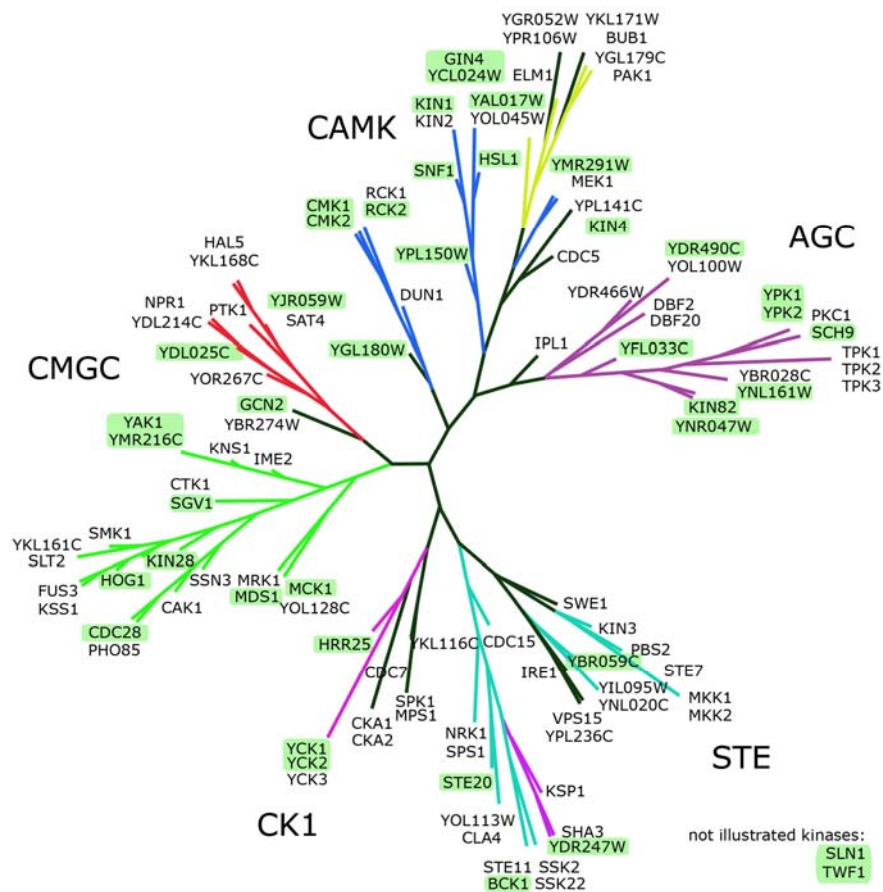 YGR052W
YPR106W
YKL171W
BUB1
YGL179C
PAK1
GIN4
YCL024W
ELM1
KIN1
KIN2
YAL017W
YOL045W
CAMK
SNF1
HSL1
YMR291W
MEK1
CMK1
CMK2
RCK1
RCK2
YPL141C
KIN4
AGC
HAL5
YKL168C
YPL150W
CDC5
YDR490C
YOL100W
NPR1
YDL214C
PTK1
YJR059W
SAT4
DUN1
YDR466W
DBF2
DBF20
YPK1
YPK2
PKC1
SCH9
YDL025C
YGL180W
IPL1
YFL033C
TPK1
TPK2
TPK3
CMGC
YOR267C
YBR028C
YNL161W
GCN2
YBR274W
KIN82
YNR047W
YAK1
YMR216C
KNS1
IME2
CTK1
SGV1
SMK1
YKL161C
SLT2
KIN28
HOG1
SSN3
FUS3
KSS1
CAK1
MRK1
MDS1
MCK1
YOL128C
CDC28
PHO85
SWE1
KIN3
PBS2
HRR25
YKL116C
CDC15
CDC7
IRE1
YBR059C
STE7
YIL095W
YNL020C
MKK1
MKK2
SPK1
MPS1
CKA1
CKA2
VPS15
YPL236C
NRK1
SPS1
YCK1
YCK2
YCK3
STE
STE20
KSP1
CK1
YOL113W
CLA4
SHA3
YDR247W
STE11
BCK1
SSK2
SSK22
not illustrated kinases:
SLN1
TWF1